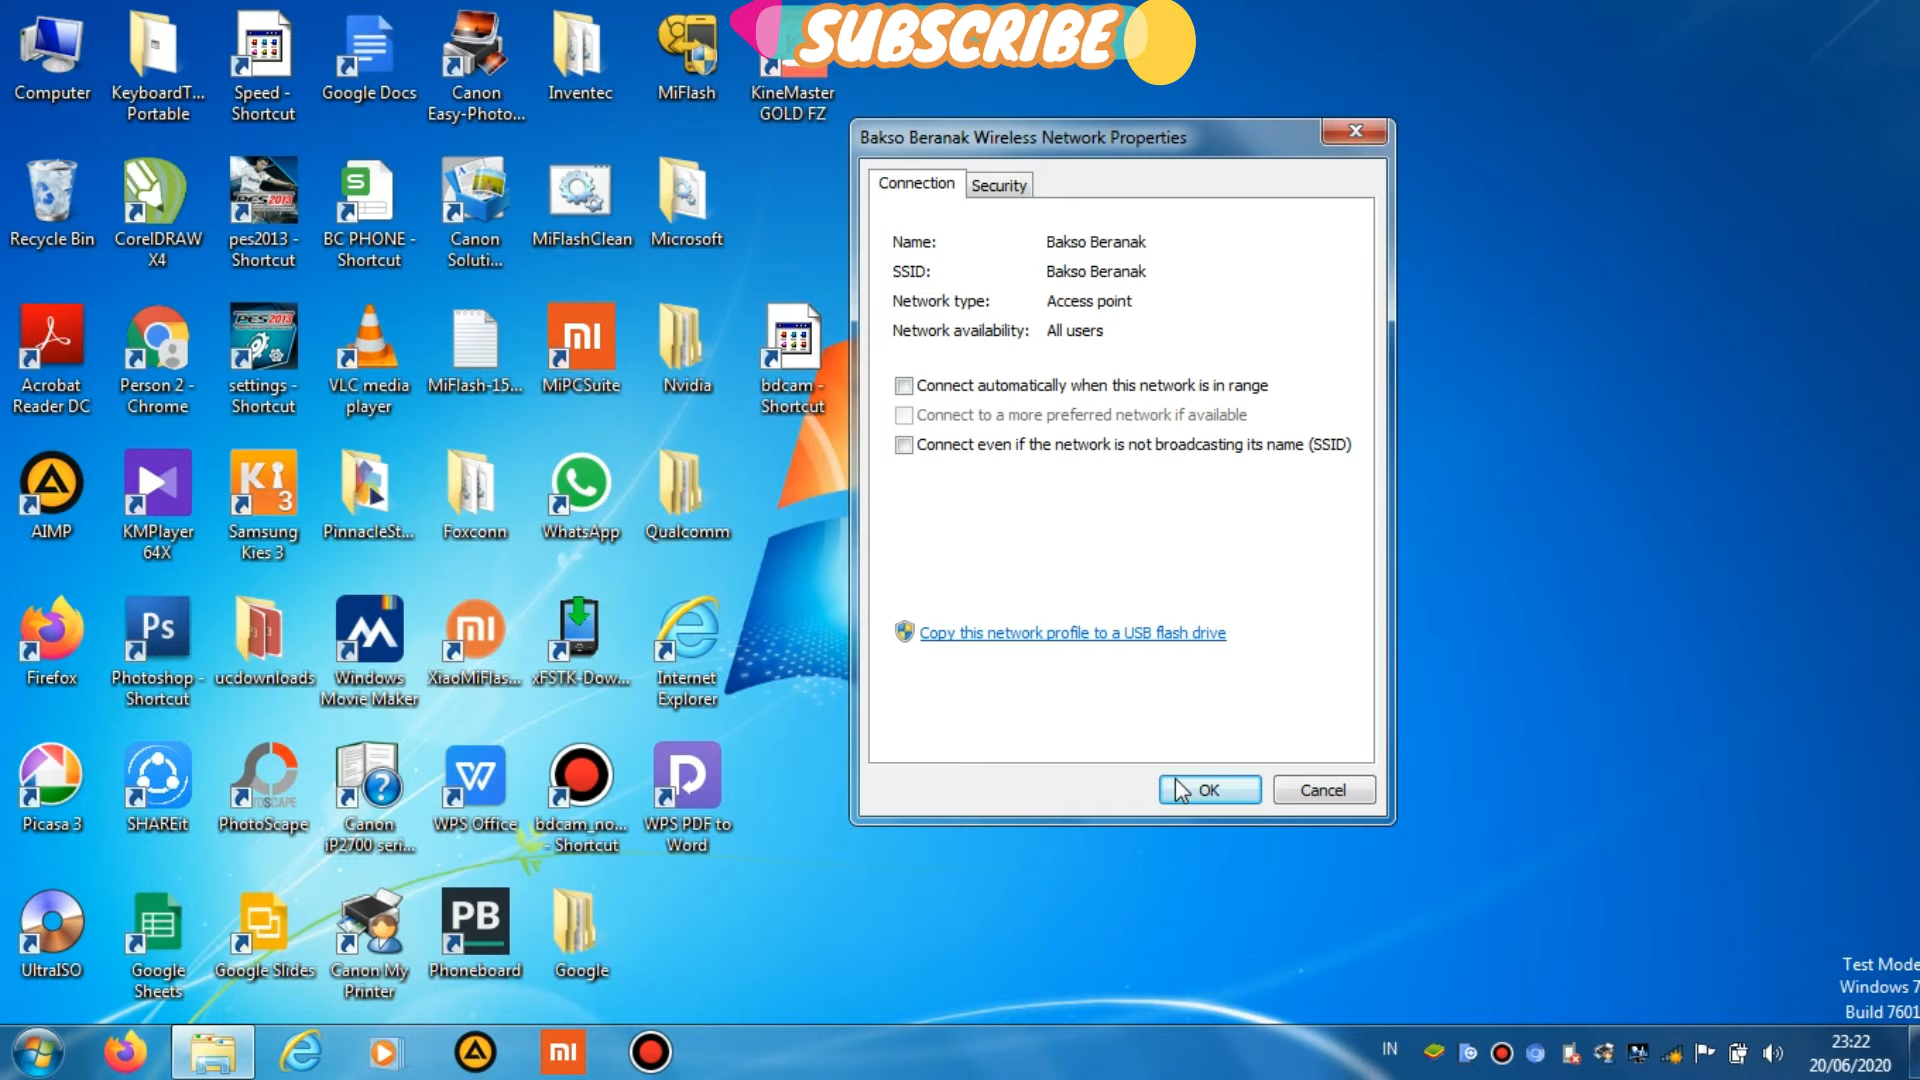 SUBSCRIBE
Computer
KeyboardT...
Portable
Speed -
Shortcut
Google Docs
Canon
Easy-Photo...
Inventec
MiFlash
KineMaster
GOLD FZ
Recycle Bin
CorelDRAW
X4
pes2013 -
Shortcut
BC PHONE -
Shortcut
Canon
Soluti...
MiFlashClean
Microsoft
Acrobat
Reader DC
Person 2 -
Chrome
settings -
Shortcut
VLC media
player
MiFlash-15...
MiPCSuite
Nvidia
bdcam -
Shortcut
AIMP
KMPlayer
64X
Samsung
Kies 3
PinnacleSt...
Foxconn
WhatsApp
Qualcomm
Firefox
Photoshop -
Shortcut
ucdownloads
Windows
Movie Maker
XiaoMiFlas...
xFSTK-Dow...
Internet
Explorer
Picasa 3
SHAREit
PhotoScape
Canon
iP2700 seri...
WPS Office
bdcam_no...
- Shortcut
WPS PDF to
Word
UltraISO
Google
Sheets
Google Slides
Canon My
Printer
Phoneboard
Google
Bakso Beranak Wireless Network Properties
Connection
Security
Name: Bakso Beranak
SSID: Bakso Beranak
Network type: Access point
Network availability: All users
Connect automatically when this network is in range
Connect to a more preferred network if available
Connect even if the network is not broadcasting its name (SSID)
Copy this network profile to a USB flash drive
OK
Cancel
Test Mode
Windows 7
Build 7601
IN
23:22
20/06/2020